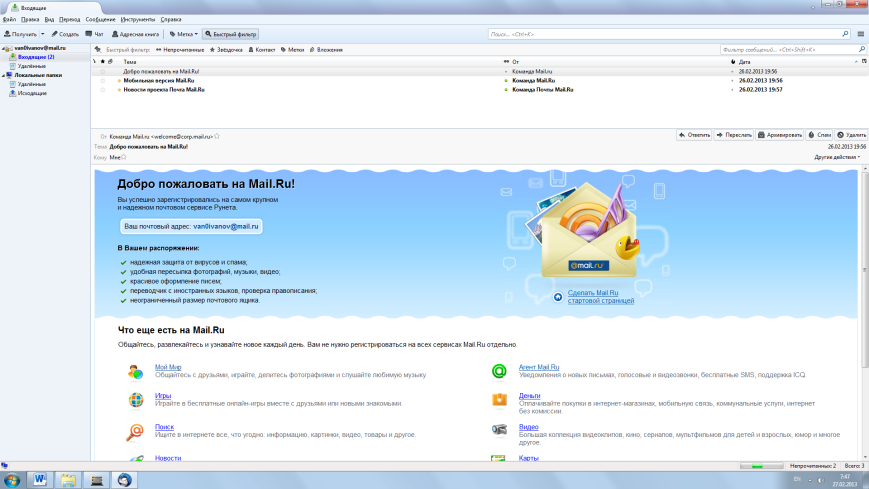 Входящие
Файл Правка Вид Переход Сообщение Инструменты Справка
Получить Создать Чат Адресная книга Метка Быстрый фильтр Поиск... <Ctrl+K>
van0ivanov@mail.ru
Входящие (2)
Удалённые
Локальные папки
Удалённые
Исходящие
Быстрый фильтр: Непрочитанные Звёздочка Контакт Метки Вложения Фильтр сообщений... <Ctrl+Shift+K>
Тема От Дата
Добро пожаловать на Mail.Ru! Команда Mail.ru 26.02.2013 19:56
Мобильная версия Mail.Ru Команда Mail.Ru 26.02.2013 19:56
Новости проекта Почта Mail.Ru Команда Почты Mail.Ru 26.02.2013 19:57
От Команда Mail.ru <welcome@corp.mail.ru>
Ответить Переслать Архивировать Спам Удалить
Тема Добро пожаловать на Mail.Ru! 26.02.2013 19:56
Кому Мне Другие действия
Добро пожаловать на Mail.Ru!
Вы успешно зарегистрировались на самом крупном
и надежном почтовом сервисе Рунета.
Ваш почтовый адрес: van0ivanov@mail.ru
В Вашем распоряжении:
надежная защита от вирусов и спама;
удобная пересылка фотографий, музыки, видео;
красивое оформление писем;
переводчик с иностранных языков, проверка правописания;
неограниченный размер почтового ящика.
@mail.ru
Сделать Mail.Ru
стартовой страницей
Что еще есть на Mail.Ru
Общайтесь, развлекайтесь и узнавайте новое каждый день. Вам не нужно регистрироваться на всех сервисах Mail.Ru отдельно.
Мой Мир
Общайтесь с друзьями, играйте, делитесь фотографиями и слушайте любимую музыку
Агент Mail.Ru
Уведомления о новых письмах, голосовые и видеозвонки, бесплатные SMS, поддержка ICQ.
Игры
Играйте в бесплатные онлайн-игры вместе с друзьями или новыми знакомыми.
Деньги
Оплачивайте покупки в интернет-магазинах, мобильную связь, коммунальные услуги, интернет
без комиссии.
Поиск
Ищите в интернете все, что угодно: информацию, картинки, видео, товары и другое.
Видео
Большая коллекция видеоклипов, кино, сериалов, мультфильмов для детей и взрослых, юмор и многое
другое.
Новости
Карты
Непрочитанных: 2 Всего: 3
EN 7:47
27.02.2013